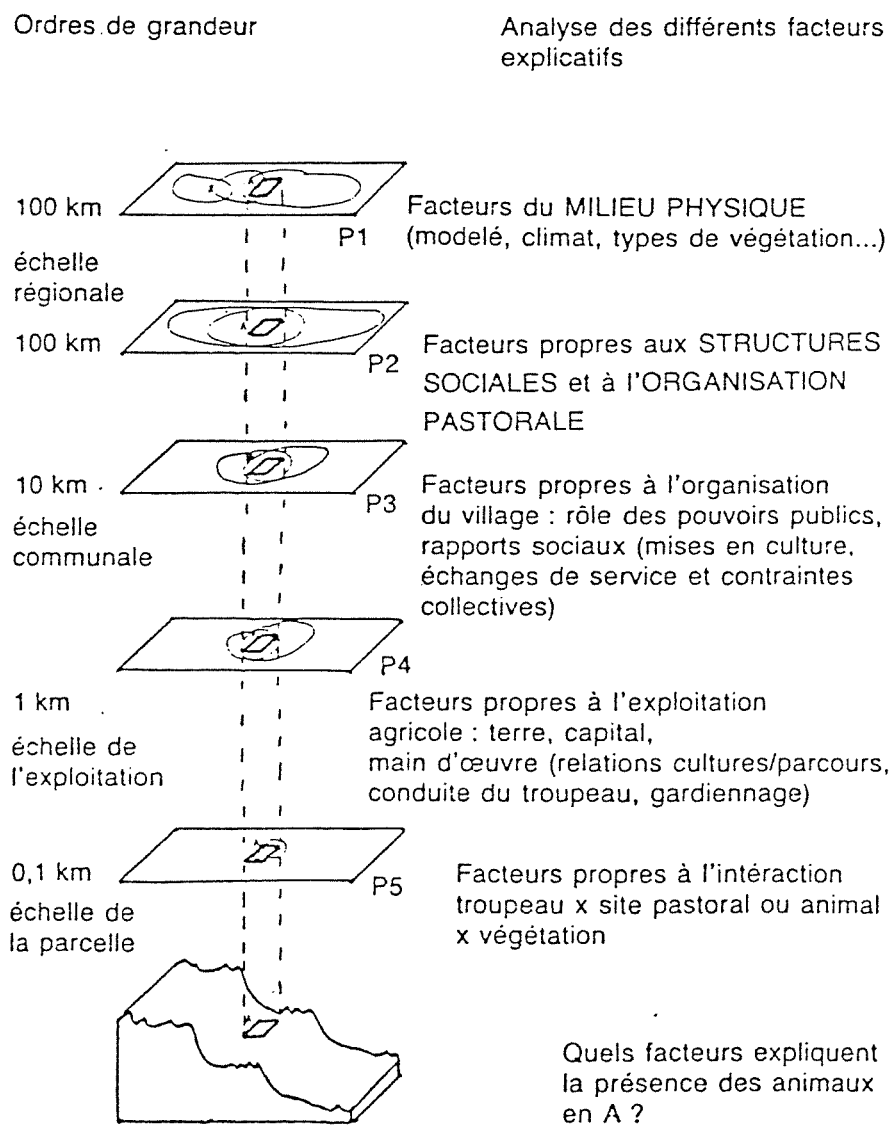 Ordres de grandeur
Analyse des différents facteurs
explicatifs
100 km
P1
Facteurs du MILIEU PHYSIQUE
(modelé, climat, types de végétation...)
échelle
régionale
100 km
P2
Facteurs propres aux STRUCTURES
SOCIALES et à l'ORGANISATION
PASTORALE
10 km
P3
échelle
communale
Facteurs propres à l'organisation
du village : rôle des pouvoirs publics,
rapports sociaux (mises en culture,
échanges de service et contraintes
collectives)
P4
1 km
échelle de
l'exploitation
Facteurs propres à l'exploitation
agricole : terre, capital,
main d'œuvre (relations cultures/parcours,
conduite du troupeau, gardiennage)
0,1 km
P5
échelle de
la parcelle
Facteurs propres à l'intéraction
troupeau x site pastoral ou animal
x végétation
Quels facteurs expliquent
la présence des animaux
en A ?